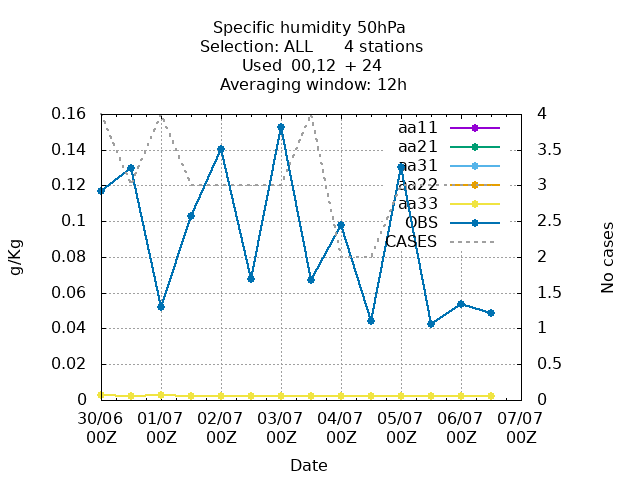 Specific humidity 50hPa
Selection: ALL 4 stations
Used 00,12 + 24
Averaging window: 12h
g/Kg
0.16
0.14
0.12
0.1
0.08
0.06
0.04
0.02
0
4
3.5
3
2.5
2
1.5
1
0.5
0
No cases
aa11
aa21
aa31
aa22
aa33
OBS
CASES
30/06 01/07 02/07 03/07 04/07 05/07 06/07 07/07
00Z 00Z 00Z 00Z 00Z 00Z 00Z 00Z
Date